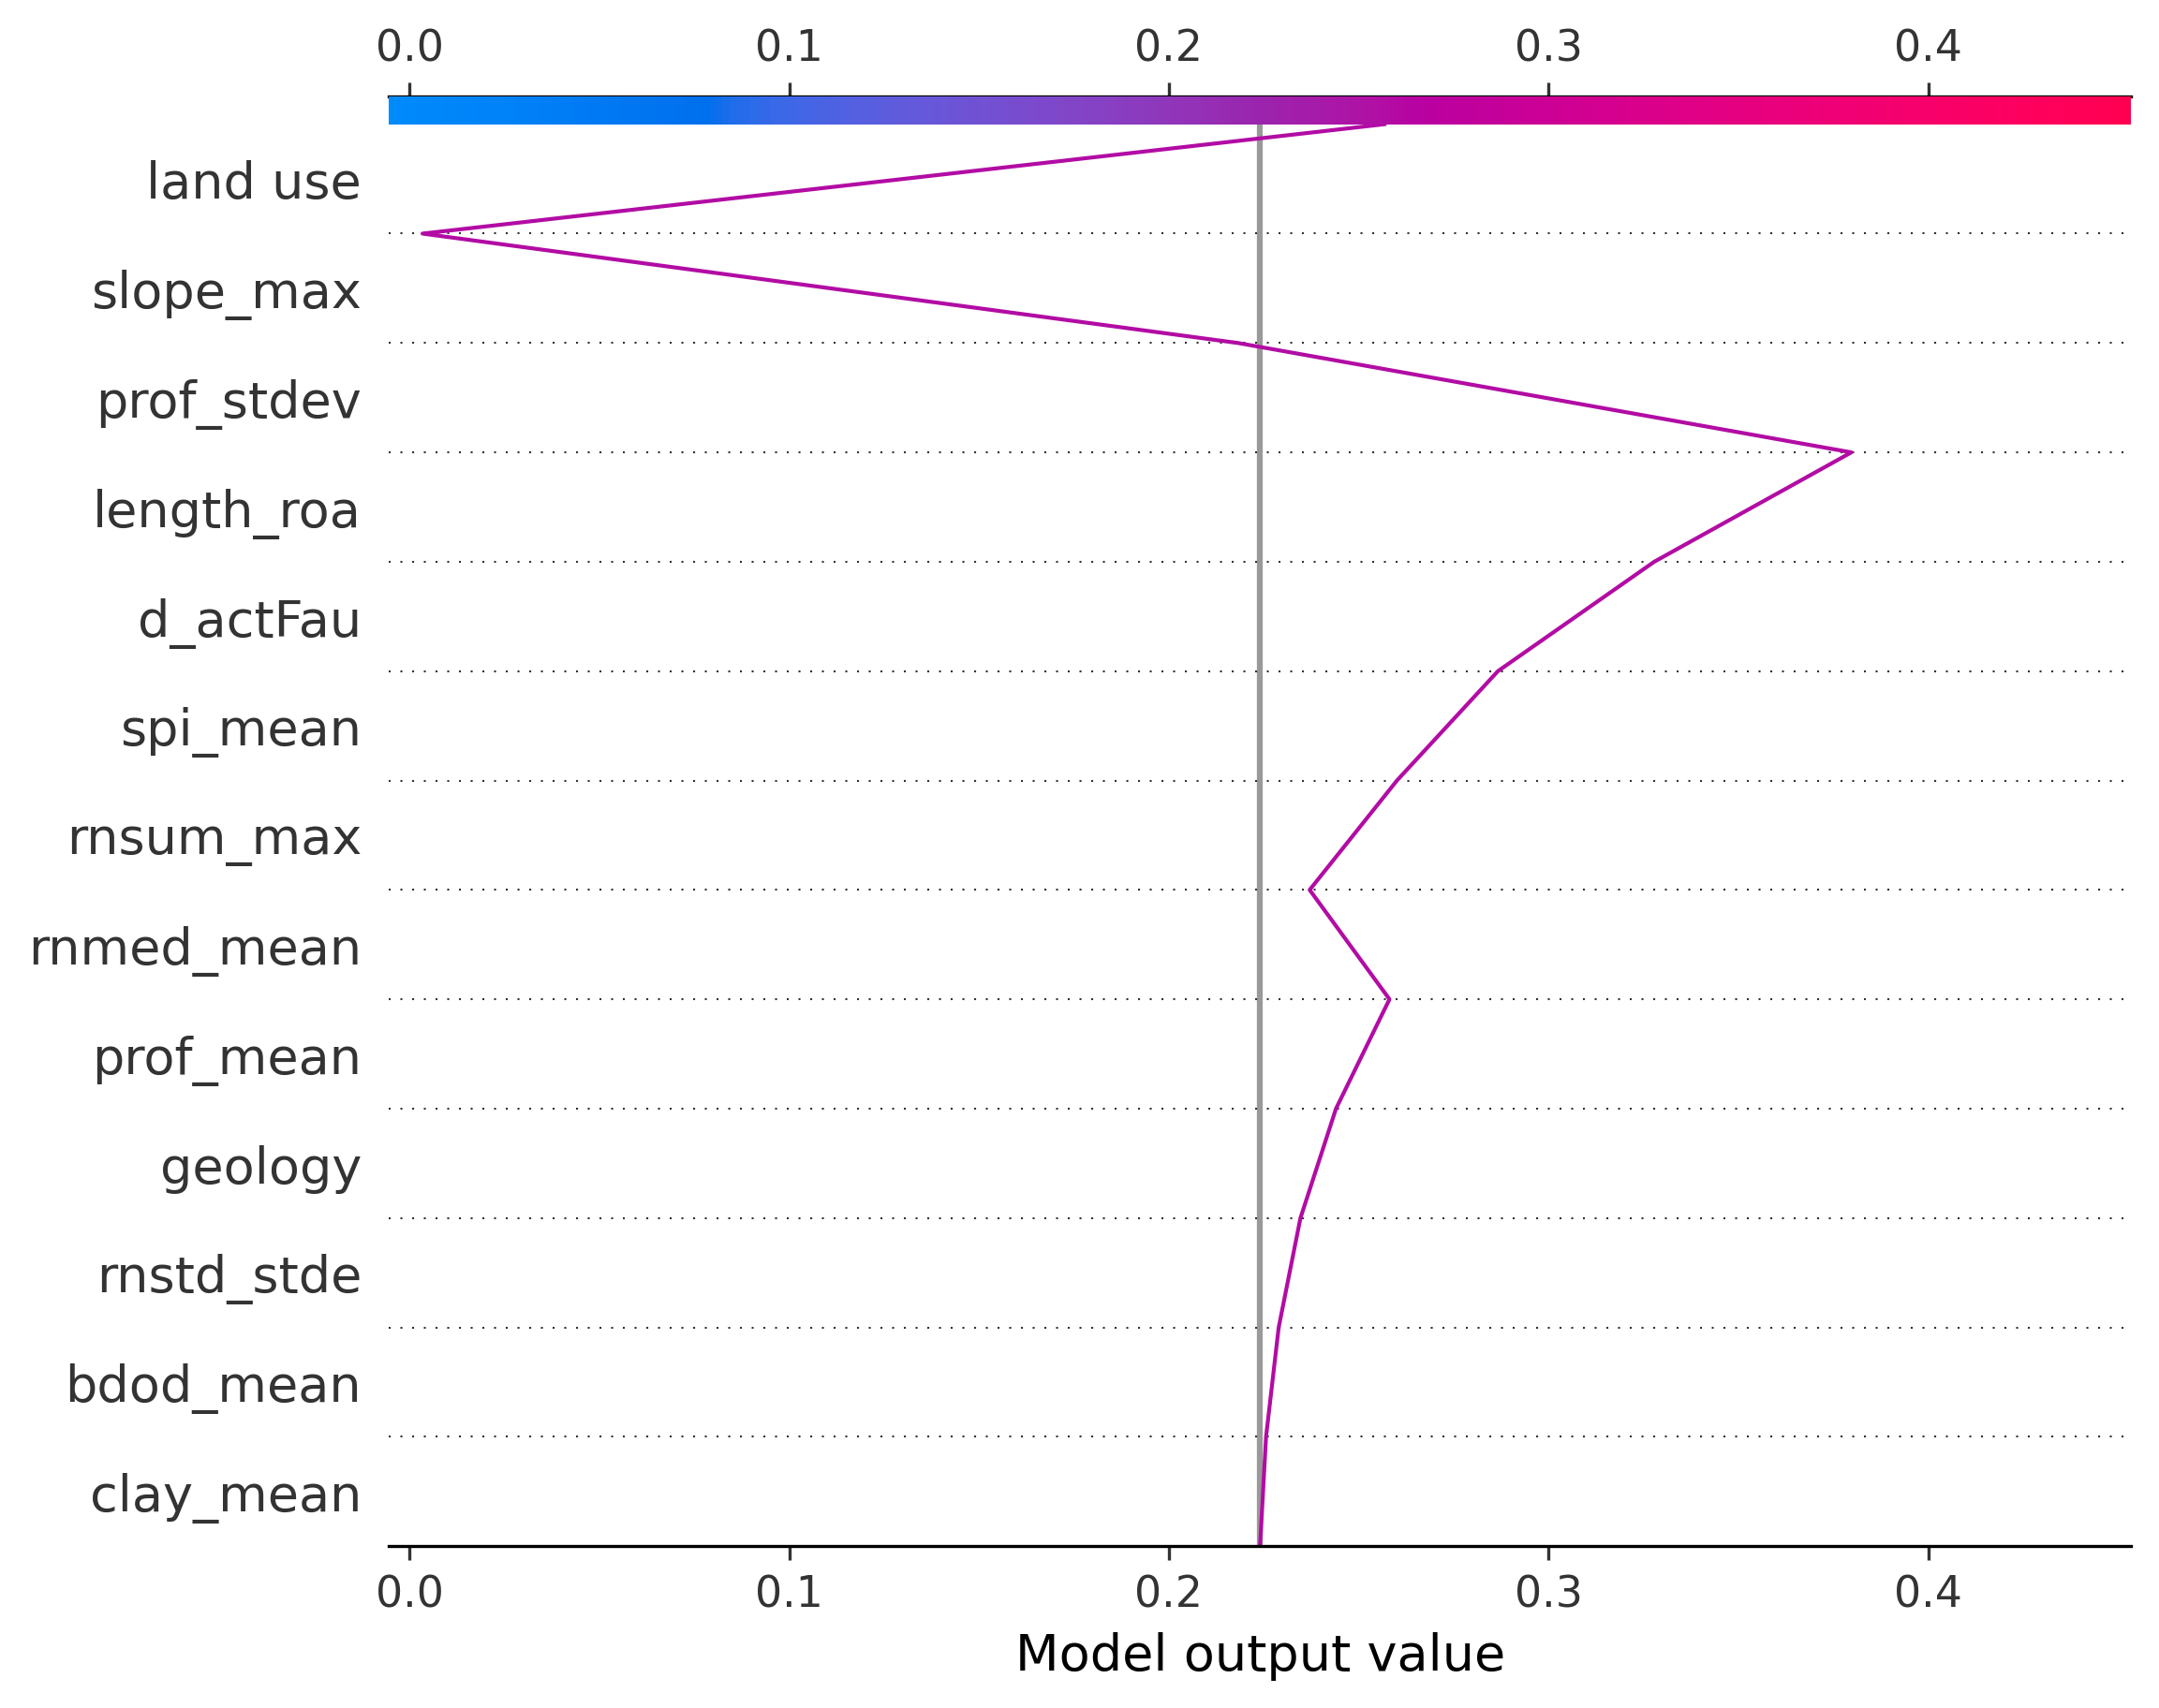 0.0 0.1 0.2 0.3 0.4
land use
slope_max
prof_stdev
length_roa
d_actFau
spi_mean
rnsum_max
rnmed_mean
prof_mean
geology
rnstd_stde
bdod_mean
clay_mean
0.0 0.1 0.2 0.3 0.4
Model output value